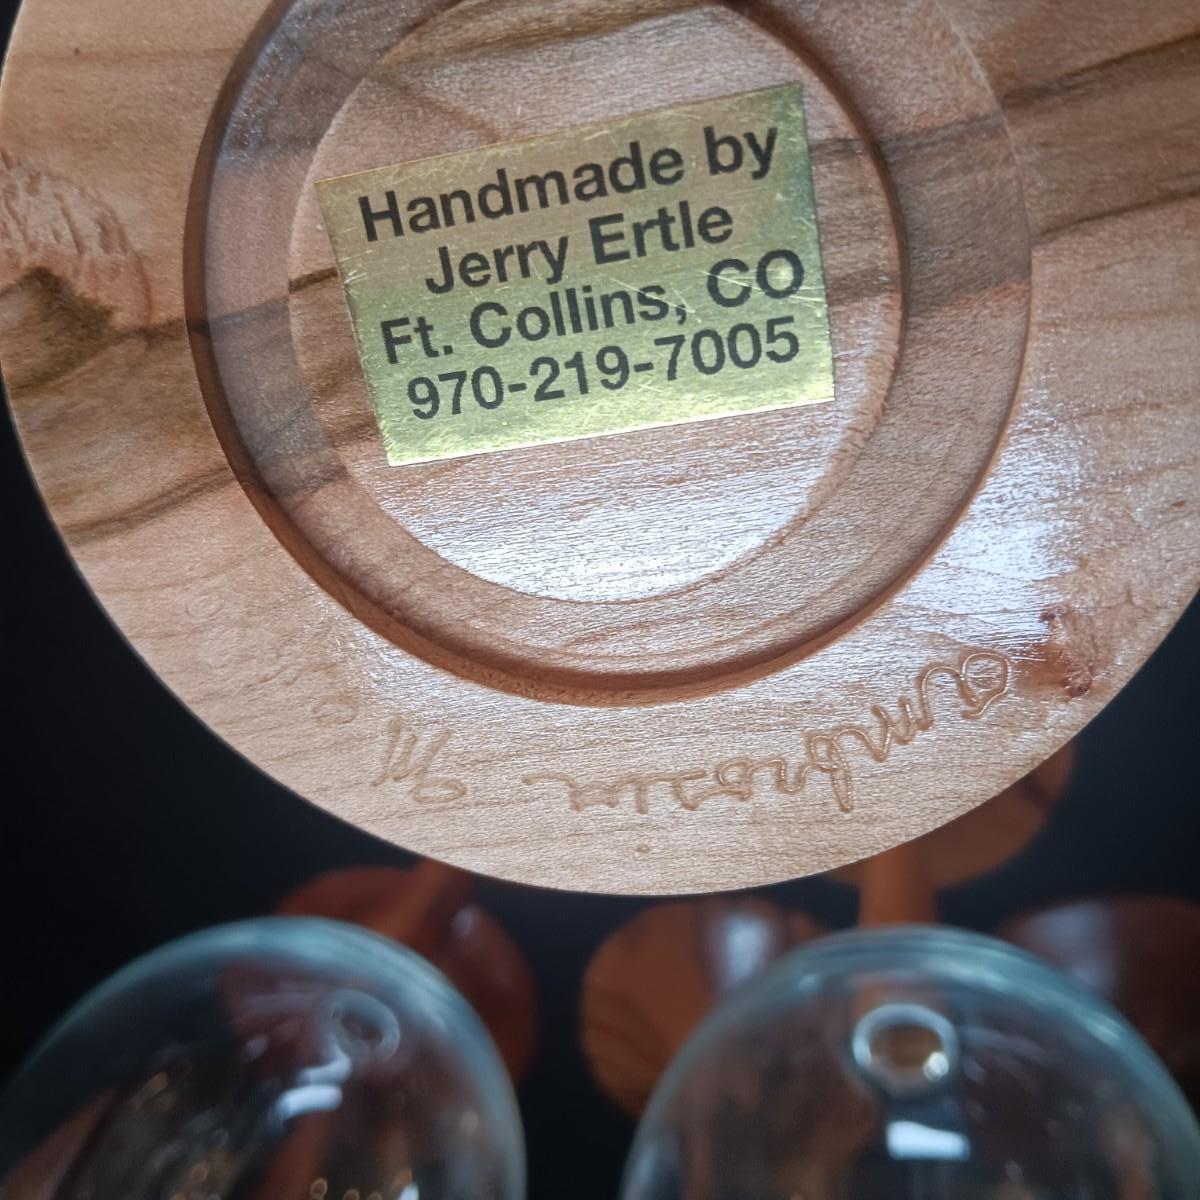 Handmade by
Jerry Ertle
Ft. Collins, CO
970-219-7005